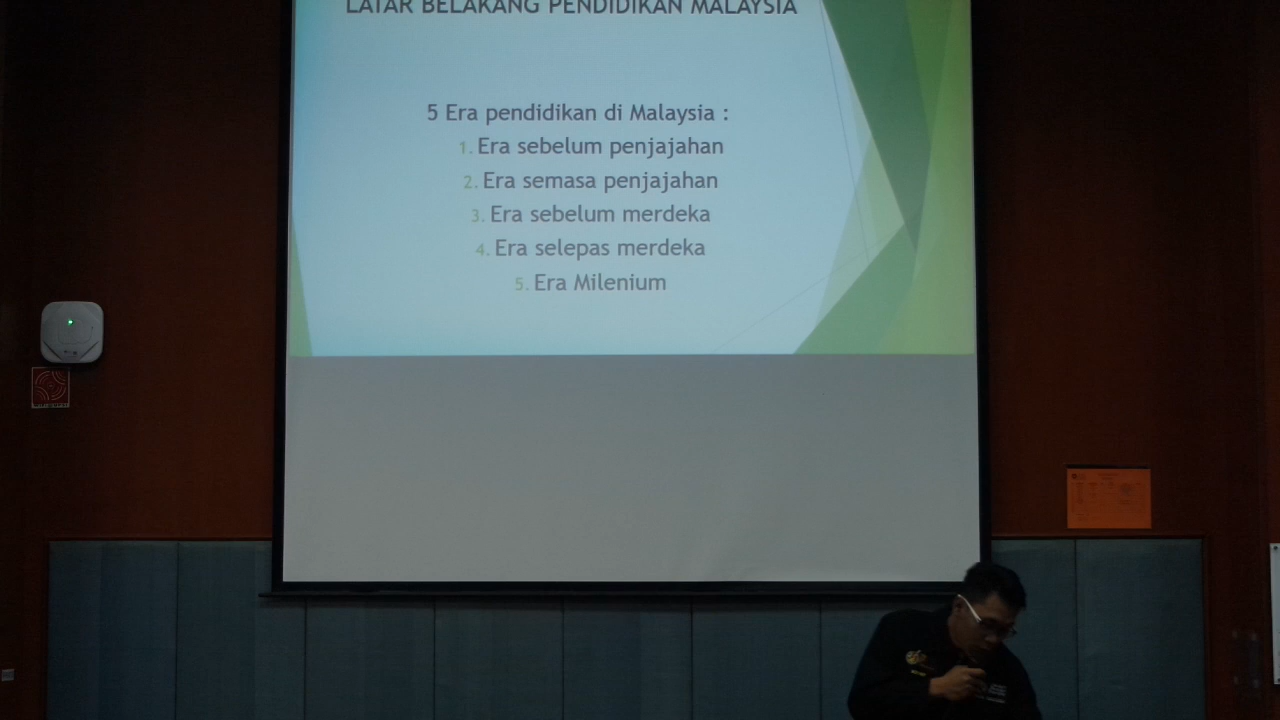 LATAR BELAKANG PENDIDIKAN MALAYSIA
5 Era pendidikan di Malaysia :
1. Era sebelum penjajahan
2. Era semasa penjajahan
3. Era sebelum merdeka
4. Era selepas merdeka
5. Era Milenium